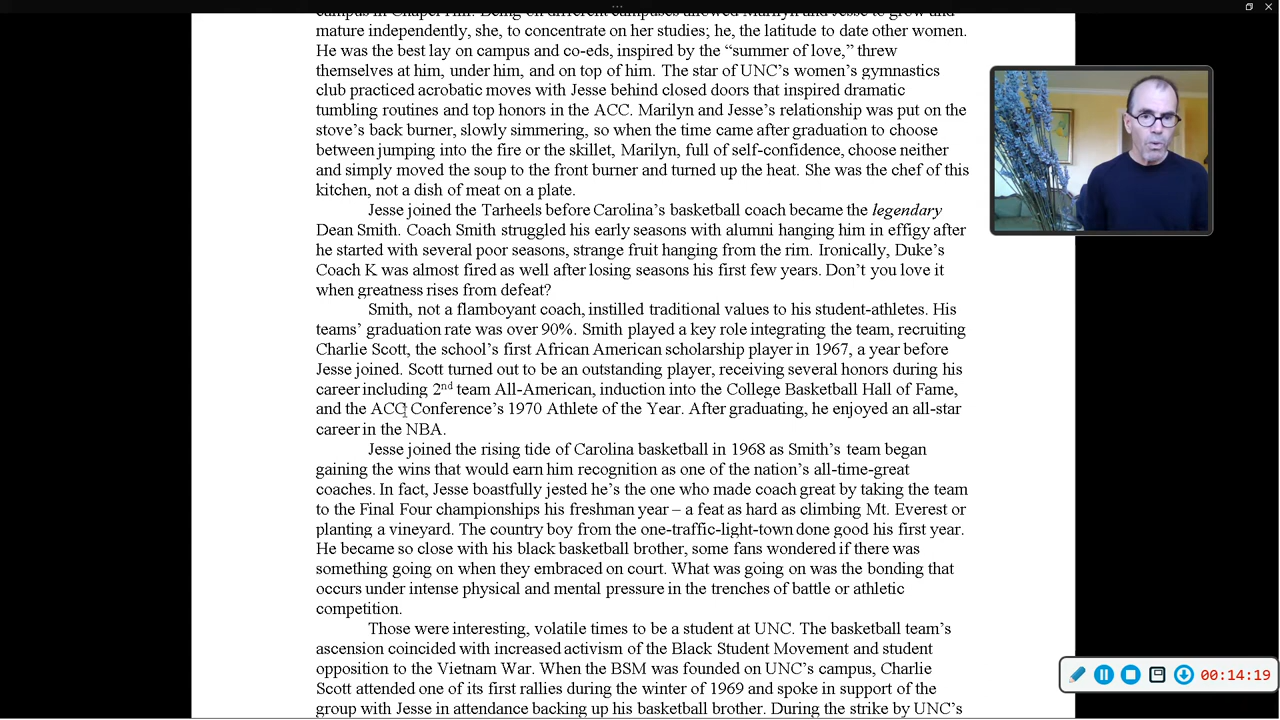 campus in Chapel Hill. Being on different campuses allowed Marilyn and Jesse to grow and
mature independently, she, to concentrate on her studies; he, the latitude to date other women.
He was the best lay on campus and co-eds, inspired by the “summer of love,” threw
themselves at him, under him, and on top of him. The star of UNC’s women’s gymnastics
club practiced acrobatic moves with Jesse behind closed doors that inspired dramatic
tumbling routines and top honors in the ACC. Marilyn and Jesse’s relationship was put on the
stove’s back burner, slowly simmering, so when the time came after graduation to choose
between jumping into the fire or the skillet, Marilyn, full of self-confidence, choose neither
and simply moved the soup to the front burner and turned up the heat. She was the chef of this
kitchen, not a dish of meat on a plate.
Jesse joined the Tarheels before Carolina’s basketball coach became the legendary
Dean Smith. Coach Smith struggled his early seasons with alumni hanging him in effigy after
he started with several poor seasons, strange fruit hanging from the rim. Ironically, Duke’s
Coach K was almost fired as well after losing seasons his first few years. Don’t you love it
when greatness rises from defeat?
Smith, not a flamboyant coach, instilled traditional values to his student-athletes. His
teams’ graduation rate was over 90%. Smith played a key role integrating the team, recruiting
Charlie Scott, the school’s first African American scholarship player in 1967, a year before
Jesse joined. Scott turned out to be an outstanding player, receiving several honors during his
career including 2nd team All-American, induction into the College Basketball Hall of Fame,
and the ACC Conference’s 1970 Athlete of the Year. After graduating, he enjoyed an all-star
career in the NBA.
Jesse joined the rising tide of Carolina basketball in 1968 as Smith’s team began
gaining the wins that would earn him recognition as one of the nation’s all-time-great
coaches. In fact, Jesse boastfully jested he’s the one who made coach great by taking the team
to the Final Four championships his freshman year – a feat as hard as climbing Mt. Everest or
planting a vineyard. The country boy from the one-traffic-light-town done good his first year.
He became so close with his black basketball brother, some fans wondered if there was
something going on when they embraced on court. What was going on was the bonding that
occurs under intense physical and mental pressure in the trenches of battle or athletic
competition.
Those were interesting, volatile times to be a student at UNC. The basketball team’s
ascension coincided with increased activism of the Black Student Movement and student
opposition to the Vietnam War. When the BSM was founded on UNC’s campus, Charlie
Scott attended one of its first rallies during the winter of 1969 and spoke in support of the
group with Jesse in attendance backing up his basketball brother. During the strike by UNC’s
00:14:19